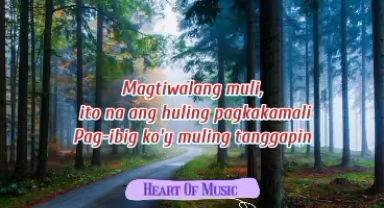 Magtiwalang muli,
ito na ang huling pagkakamali
Pag-ibig ko'y muling tanggapin
HEART OF MUSIC